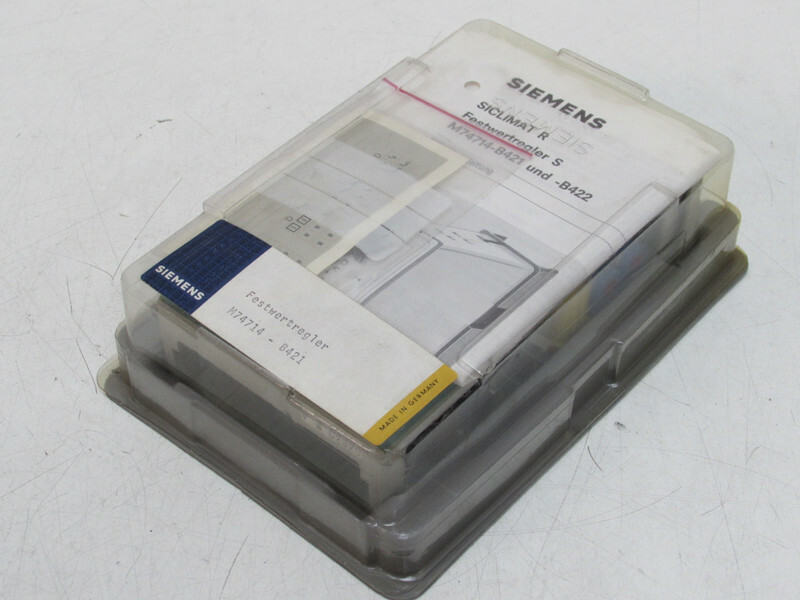 SIEMENS
SICLIMAT R
Festwertregler S
M74714-B421 und -B422
SIEMENS
Festwertregler
M74714 - B421
MADE IN GERMANY